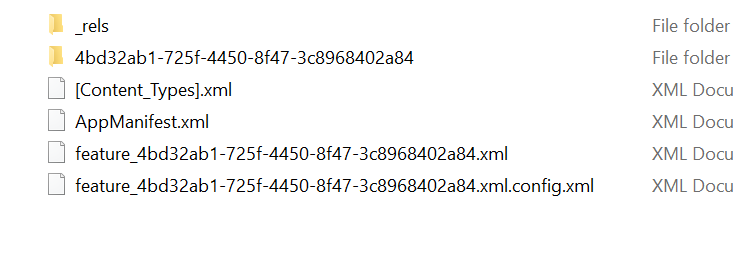 _rels File folder
4bd32ab1-725f-4450-8f47-3c8968402a84 File folder
[Content_Types].xml XML Docu
AppManifest.xml XML Docu
feature_4bd32ab1-725f-4450-8f47-3c8968402a84.xml XML Docu
feature_4bd32ab1-725f-4450-8f47-3c8968402a84.xml.config.xml XML Docu